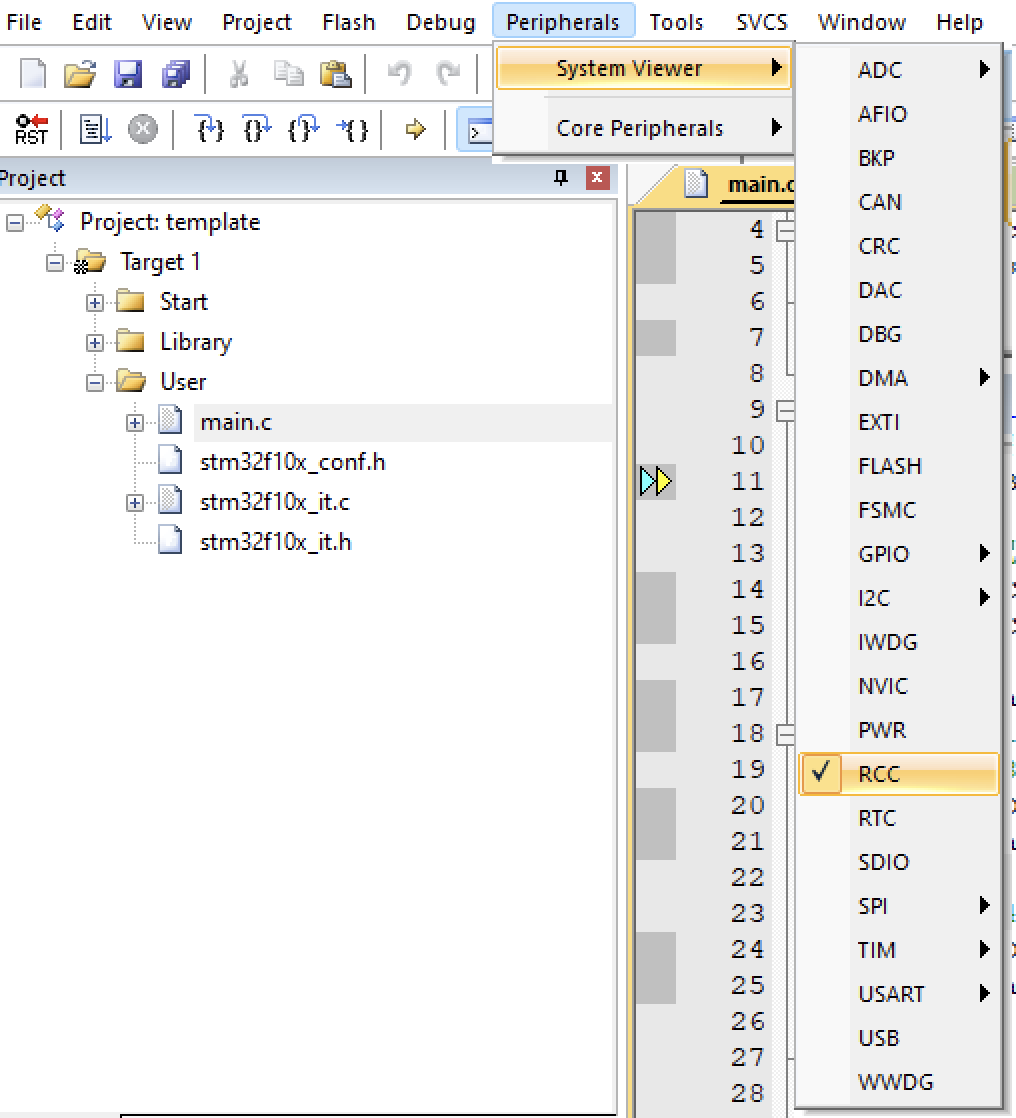 File Edit View Project Flash Debug Peripherals Tools SVCS Window Help
RST
System Viewer
Core Peripherals
Project
Project: template
Target 1
Start
Library
User
main.c
stm32f10x_conf.h
stm32f10x_it.c
stm32f10x_it.h
main.c
4
5
6
7
8
9
10
11
12
13
14
15
16
17
18
19
20
21
22
23
24
25
26
27
28
ADC
AFIO
BKP
CAN
CRC
DAC
DBG
DMA
EXTI
FLASH
FSMC
GPIO
I2C
IWDG
NVIC
PWR
RCC
RTC
SDIO
SPI
TIM
USART
USB
WWDG